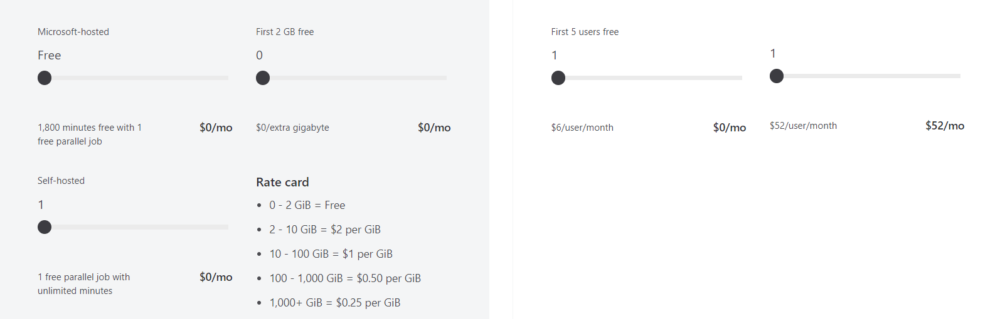 Microsoft-hosted
Free
1,800 minutes free with 1
free parallel job
$0/mo
First 2 GB free
0
$0/extra gigabyte
$0/mo
Self-hosted
1
1 free parallel job with
unlimited minutes
$0/mo
Rate card
• 0 - 2 GiB = Free
• 2 - 10 GiB = $2 per GiB
• 10 - 100 GiB = $1 per GiB
• 100 - 1,000 GiB = $0.50 per GiB
• 1,000+ GiB = $0.25 per GiB
First 5 users free
1
$6/user/month
$0/mo
1
$52/user/month
$52/mo